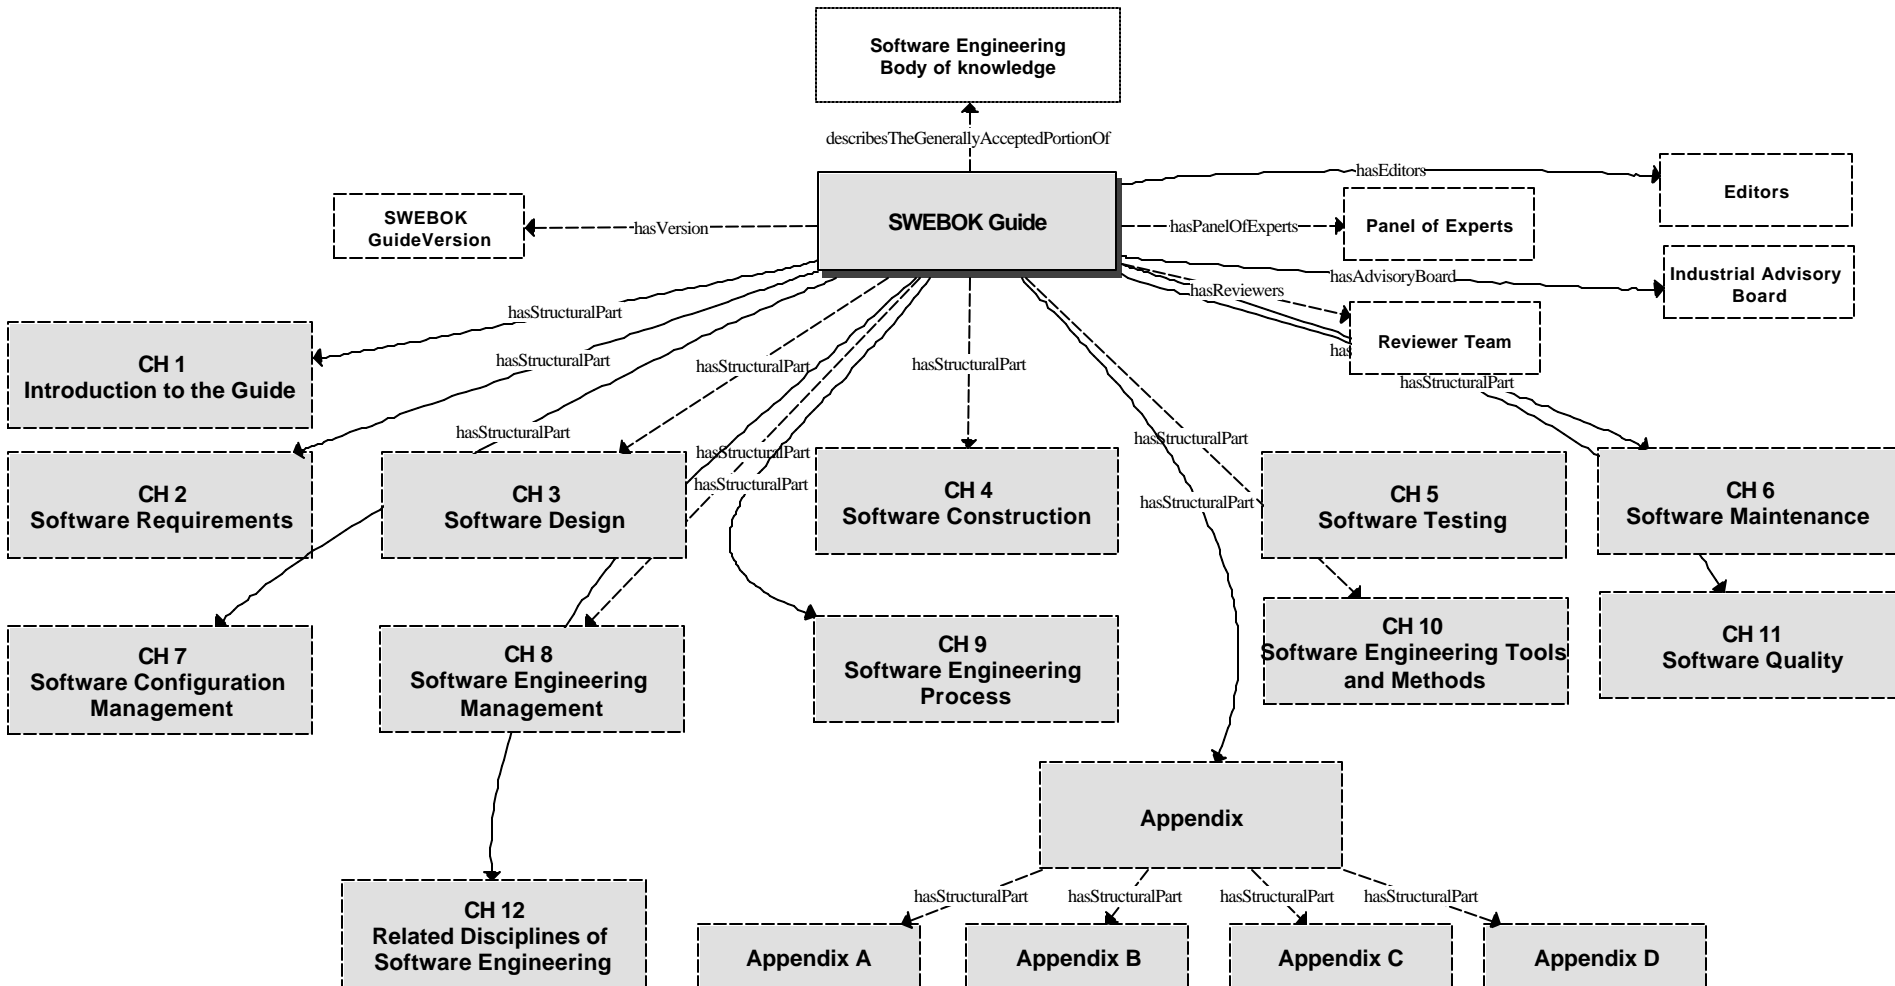 Software Engineering
Body of knowledge
describesTheGenerallyAcceptedPortionOf
hasEditors
Editors
SWEBOK
GuideVersion
hasVersion
SWEBOK Guide
hasPanelOfExperts
Panel of Experts
hasAdvisoryBoard
Industrial Advisory
Board
hasReviewers
Reviewer Team
hasStructuralPart
hasStructuralPart
hasStructuralPart
hasStructuralPart
has
hasStructuralPart
CH 1
Introduction to the Guide
hasStructuralPart
hasStructuralPart
hasStructuralPart
hasStructuralPart
hasStructuralPart
CH 2
Software Requirements
CH 3
Software Design
CH 4
Software Construction
CH 5
Software Testing
CH 6
Software Maintenance
CH 7
Software Configuration
Management
CH 8
Software Engineering
Management
CH 9
Software Engineering
Process
CH 10
Software Engineering Tools
and Methods
CH 11
Software Quality
Appendix
CH 12
Related Disciplines of
Software Engineering
hasStructuralPart
hasStructuralPart
hasStructuralPart
hasStructuralPart
Appendix A
Appendix B
Appendix C
Appendix D